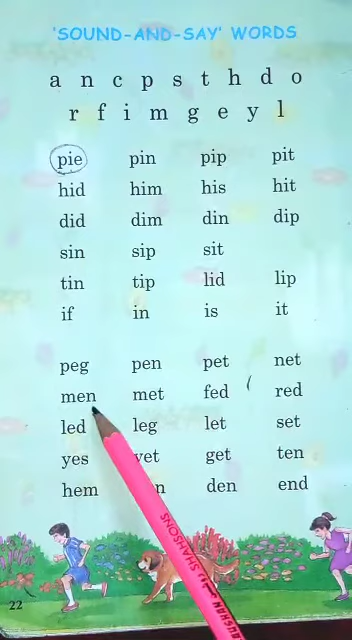 'SOUND-AND-SAY' WORDS
a n c p s t h d o
r f i m g e y l
pie pin pip pit
hid him his hit
did dim din dip
sin sip sit
tin tip lid lip
if in is it
peg pen pet net
men met fed red
led leg let set
yes get ten
hem den end
22